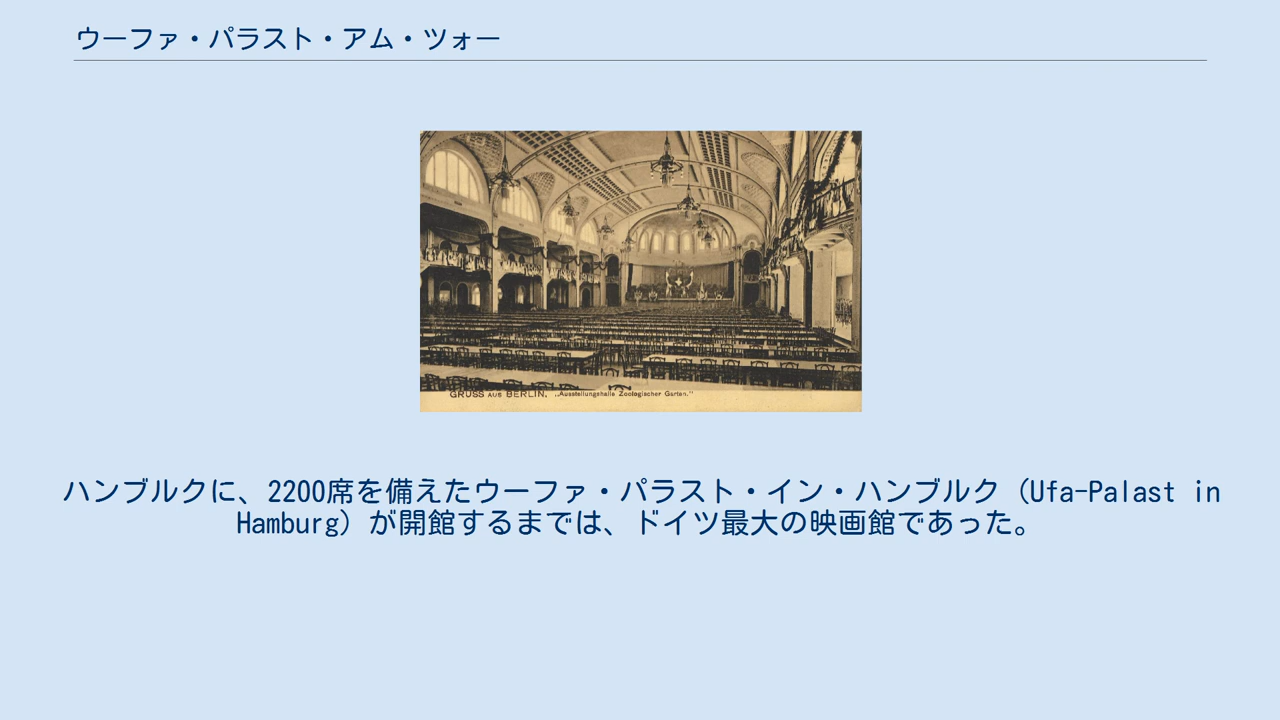 ウーファ・パラスト・アム・ツォー
GRUSS AUS BERLIN. „Ausstellungshalle Zoologischer Garten."
ハンブルクに、2200席を備えたウーファ・パラスト・イン・ハンブルク（Ufa-Palast in
Hamburg）が開館するまでは、ドイツ最大の映画館であった。